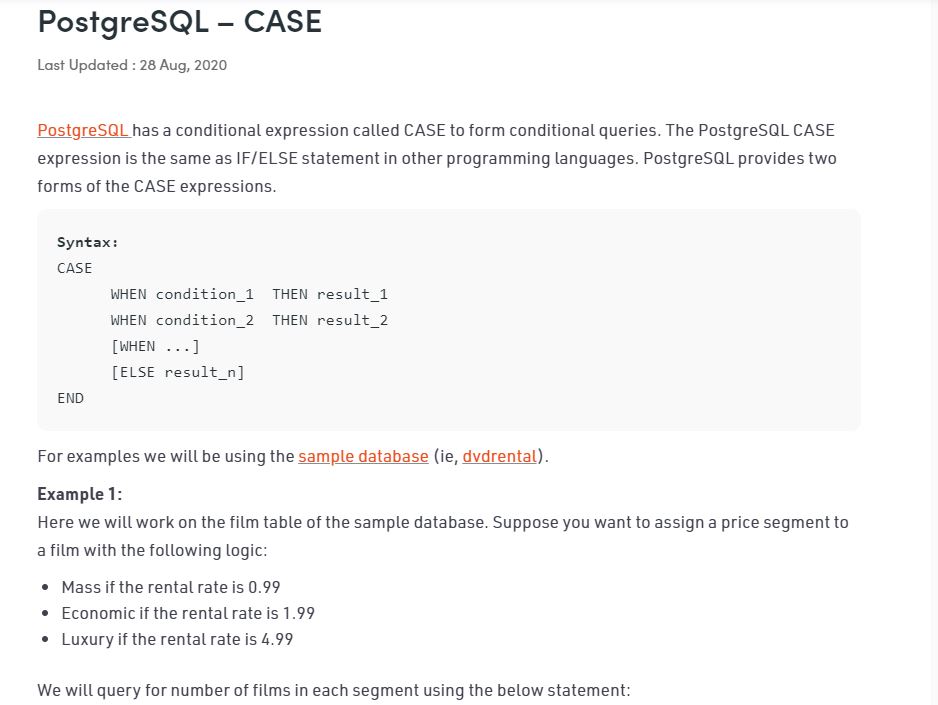 PostgreSQL – CASE
Last Updated : 28 Aug, 2020
PostgreSQL has a conditional expression called CASE to form conditional queries. The PostgreSQL CASE
expression is the same as IF/ELSE statement in other programming languages. PostgreSQL provides two
forms of the CASE expressions.
Syntax:
CASE
      WHEN condition_1  THEN result_1
      WHEN condition_2  THEN result_2
      [WHEN ...]
      [ELSE result_n]
END
For examples we will be using the sample database (ie, dvdrental).
Example 1:
Here we will work on the film table of the sample database. Suppose you want to assign a price segment to
a film with the following logic:
• Mass if the rental rate is 0.99
• Economic if the rental rate is 1.99
• Luxury if the rental rate is 4.99
We will query for number of films in each segment using the below statement: